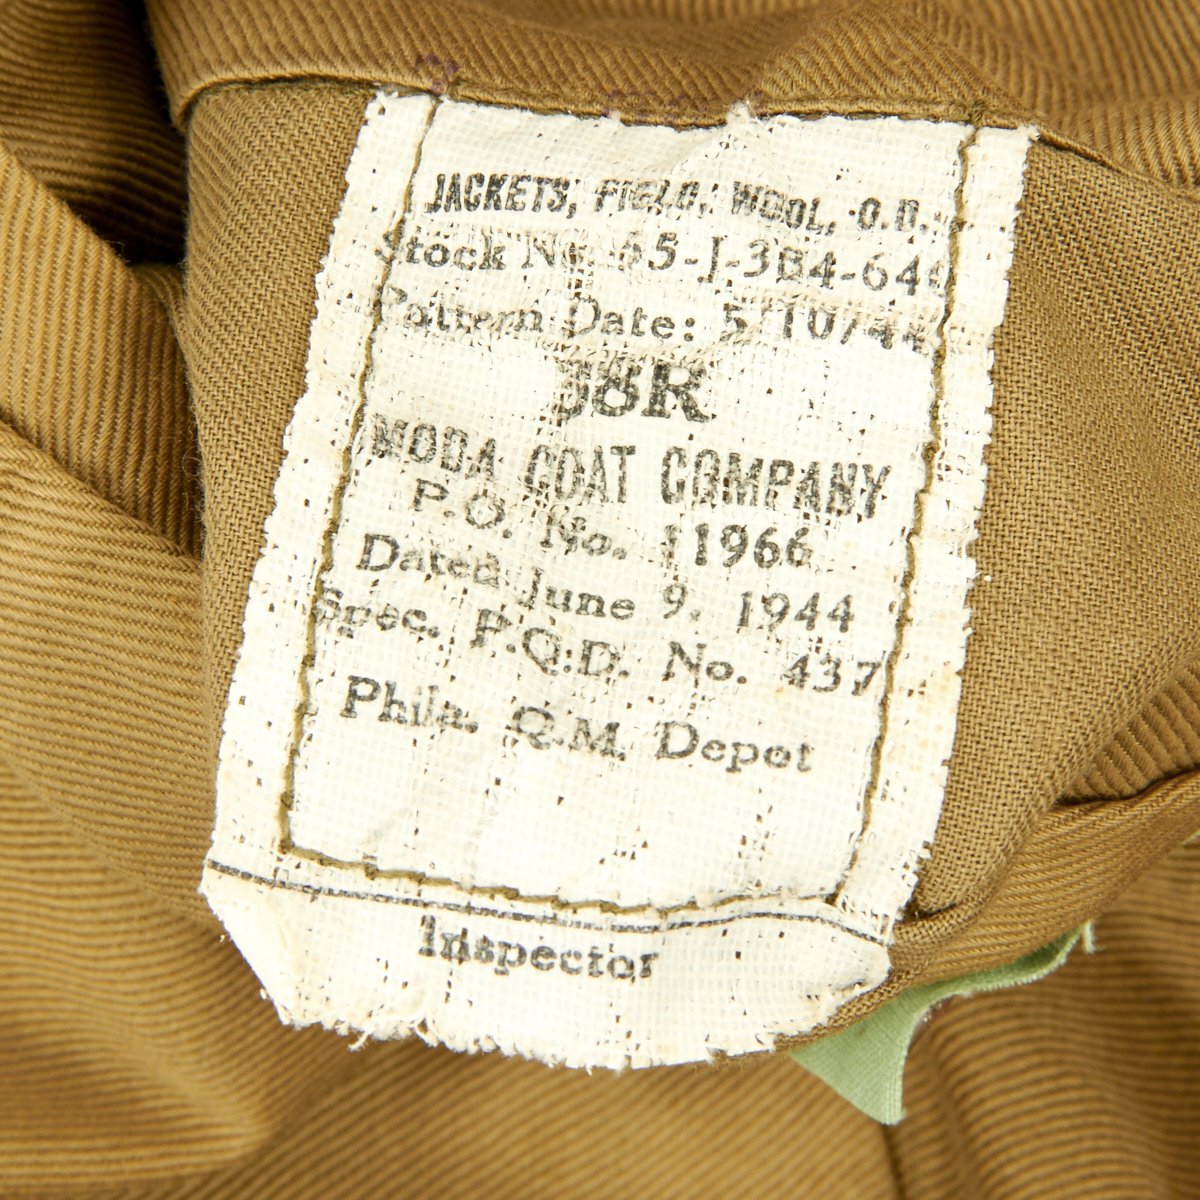 JACKETS, FIELD, WOOL, O.D.
Stock No. 55-J-384-64
Pattern Date: 5/10/44
38R
MODA COAT COMPANY
P.O. No. 11966
Dated June 9, 1944
Spec. P.Q.D. No. 437
Phila. Q.M. Depot
Inspector